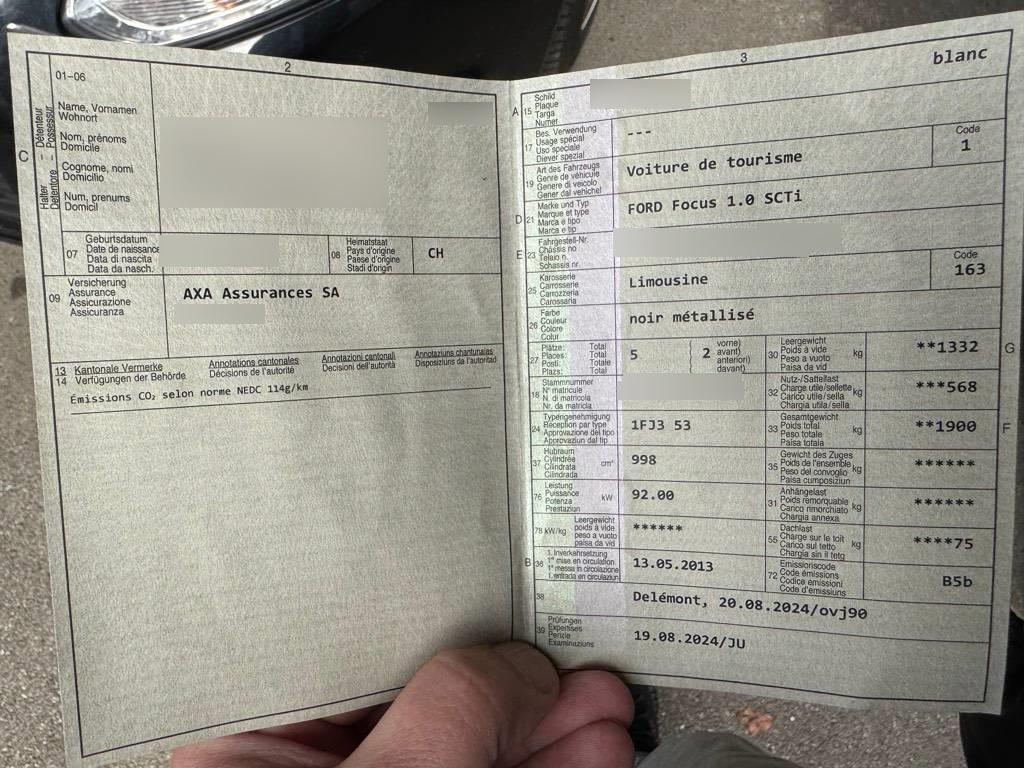 2
01-06
Name, Vornamen
Wohnort
Nom, prénoms
Domicile
Cognome, nomi
Domicilio
Num, prenums
Domicil
C
Halter – Détenteur
Detentore – Possessur
07
Geburtsdatum
Date de naissance
Data di nascita
Data da nasch.
08
Heimatstaat
Pays d'origine
Paese d'origine
Stadi d'origin
CH
09
Versicherung
Assurance
Assicurazione
Assicuranza
AXA Assurances SA
13 Kantonale Vermerke
14 Verfügungen der Behörde
Annotations cantonales
Décisions de l'autorité
Annotazioni cantonali
Decisioni dell'autorità
Annotaziuns chantunalas
Disposiziuns da l'autoritad
Émissions CO₂ selon norme NEDC 114g/km
3
blanc
A 15
Schild
Plaque
Targa
Numer
17
Bes. Verwendung
Usage spécial
Uso speciale
Diever spezial
---
19
Art des Fahrzeugs
Genre de véhicule
Genere di veicolo
Gener dal vehichel
Voiture de tourisme
Code
1
D 21
Marke und Typ
Marque et type
Marca e tipo
Marca e tip
FORD Focus 1.0 SCTi
E 23
Fahrgestell-Nr.
Châssis no
Telaio n.
Schassis nr.
25
Karosserie
Carrosserie
Carrozzeria
Carossaria
Limousine
Code
163
26
Farbe
Couleur
Colore
Colur
noir métallisé
27
Plätze: Total
Places: Total
Posti: Totale
Plazs: Total
5
2
vorne)
avant)
anteriori)
davant)
30
Leergewicht
Poids à vide
Peso a vuoto
Paisa da vid
kg
**1332
G
18
Stammnummer
N° matricule
N. di matricola
Nr. da matricla
32
Nutz-/Sattellast
Charge utile/sellette
Carico utile/sella
Chargia utila/sella
kg
***568
24
Typengenehmigung
Réception par type
Approvazione del tipo
Approvaziun dal tip
1FJ3 53
33
Gesamtgewicht
Poids total
Peso totale
Paisa totala
kg
**1900
F
37
Hubraum
Cylindrée
Cilindrata
Cilindrada
cm³
998
35
Gewicht des Zuges
Poids de l'ensemble
Peso del convoglio
Paisa cumposiziun
kg
******
76
Leistung
Puissance
Potenza
Prestaziun
kW
92.00
31
Anhängelast
Poids remorquable
Carico rimorchiato
Chargia annexa
kg
******
78 kW/kg
Leergewicht
poids à vide
peso a vuoto
paisa da vid
******
55
Dachlast
Charge sur le toit
Carico sul tetto
Chargia sin il tetg
kg
****75
B 36
1. Inverkehrsetzung
1re mise en circulation
1a messa in circolazione
1. entrada en circulaziun
13.05.2013
72
Emissionscode
Code émissions
Codice emissioni
Code d'emissiuns
B5b
38
Delémont, 20.08.2024/ovj90
39
Prüfungen
Expertises
Perizie
Examinaziuns
19.08.2024/JU